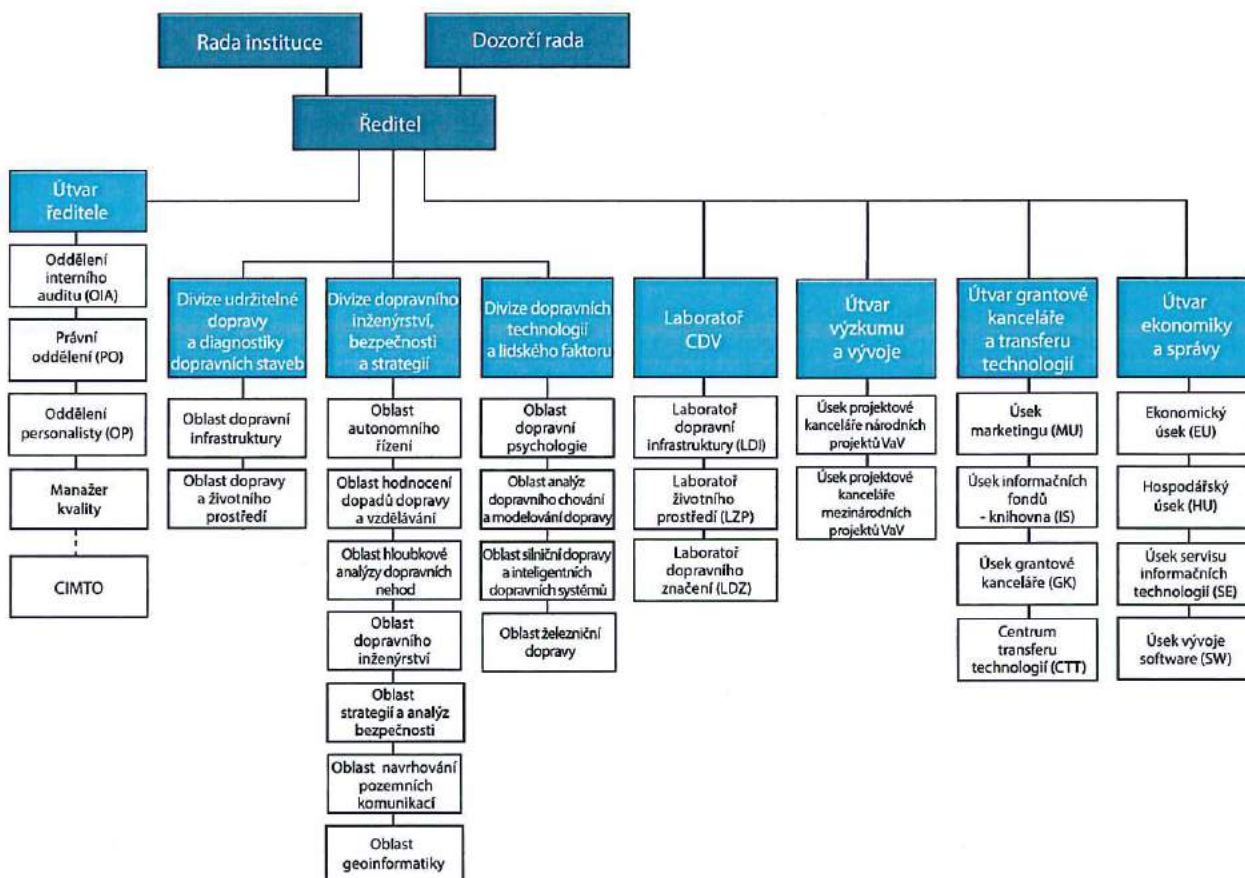 Rada instituce
Dozorčí rada
Ředitel
Útvar
ředitele
Oddělení
interního
auditu (OIA)
Právní
oddělení (PO)
Oddělení
personalisty (OP)
Manažer
kvality
CIMTO
Divize udržitelné
dopravy
a diagnostiky
dopravních staveb
Oblast dopravní
infrastruktury
Oblast dopravy
a životního
prostředí
Divize dopravního
inženýrství,
bezpečnosti
a strategií
Oblast
autonomního
řízení
Oblast hodnocení
dopadů dopravy
a vzdělávání
Oblast hloubkové
analýzy dopravních
nehod
Oblast
dopravního
inženýrství
Oblast
strategií a analýz
bezpečnosti
Oblast navrhování
pozemních
komunikací
Oblast
geoinformatiky
Divize dopravních
technologií
a lidského faktoru
Oblast
dopravní
psychologie
Oblast analýz
dopravního chování
a modelování dopravy
Oblast silniční dopravy
a inteligentních
dopravních systémů
Oblast železniční
dopravy
Laboratoř
CDV
Laboratoř
dopravní
infrastruktury (LDI)
Laboratoř
životního
prostředí (LZP)
Laboratoř
dopravního
značení (LDZ)
Útvar
výzkumu
a vývoje
Úsek projektové
kanceláře národních
projektů VaV
Úsek projektové
kanceláře
mezinárodních
projektů VaV
Útvar grantové
kanceláře
a transferu
technologií
Úsek
marketingu (MU)
Úsek informačních
fondů
- knihovna (IS)
Úsek grantové
kanceláře (GK)
Centrum
transferu
technologií (CTT)
Útvar
ekonomiky
a správy
Ekonomický
úsek (EU)
Hospodářský
úsek (HU)
Úsek servisu
informačních
technologií (SE)
Úsek vývoje
software (SW)